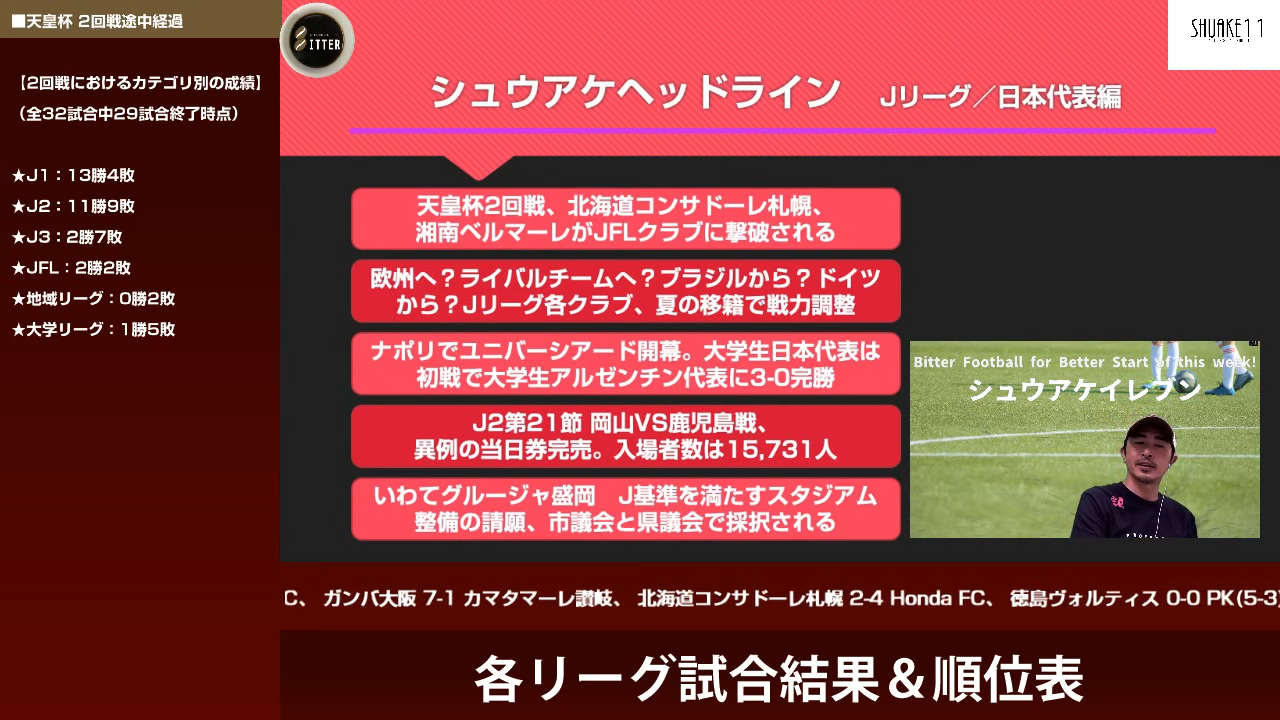 ■天皇杯 2回戦途中経過
【2回戦におけるカテゴリ別の成績】
（全32試合中29試合終了時点）
★J1：13勝4敗
★J2：11勝9敗
★J3：2勝7敗
★JFL：2勝2敗
★地域リーグ：0勝2敗
★大学リーグ：1勝5敗
ITTER
SHUAKE11
シュウアケヘッドライン Jリーグ／日本代表編
天皇杯2回戦、北海道コンサドーレ札幌、
湘南ベルマーレがJFLクラブに撃破される
欧州へ？ライバルチームへ？ブラジルから？ドイツ
から？Jリーグ各クラブ、夏の移籍で戦力調整
ナポリでユニバーシアード開幕。大学生日本代表は
初戦で大学生アルゼンチン代表に3-0完勝
J2第21節 岡山VS鹿児島戦、
異例の当日券完売。入場者数は15,731人
いわてグルージャ盛岡　J基準を満たすスタジアム
整備の請願、市議会と県議会で採択される
Bitter Football for Better Start of this week!
シュウアケイレブン
C、 ガンバ大阪 7-1 カマタマーレ讃岐、 北海道コンサドーレ札幌 2-4 Honda FC、 徳島ヴォルティス 0-0 PK(5-3)
各リーグ試合結果＆順位表